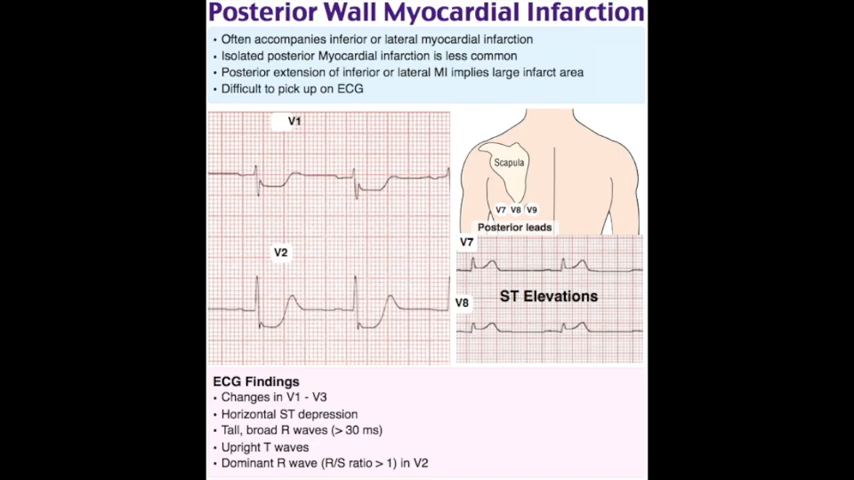 Posterior Wall Myocardial Infarction
• Often accompanies inferior or lateral myocardial infarction
• Isolated posterior Myocardial infarction is less common
• Posterior extension of inferior or lateral MI implies large infarct area
• Difficult to pick up on ECG
V1
V2
Scapula
V7 V8 V9
Posterior leads
V7
ST Elevations
V8
ECG Findings
• Changes in V1 - V3
• Horizontal ST depression
• Tall, broad R waves (> 30 ms)
• Upright T waves
• Dominant R wave (R/S ratio > 1) in V2